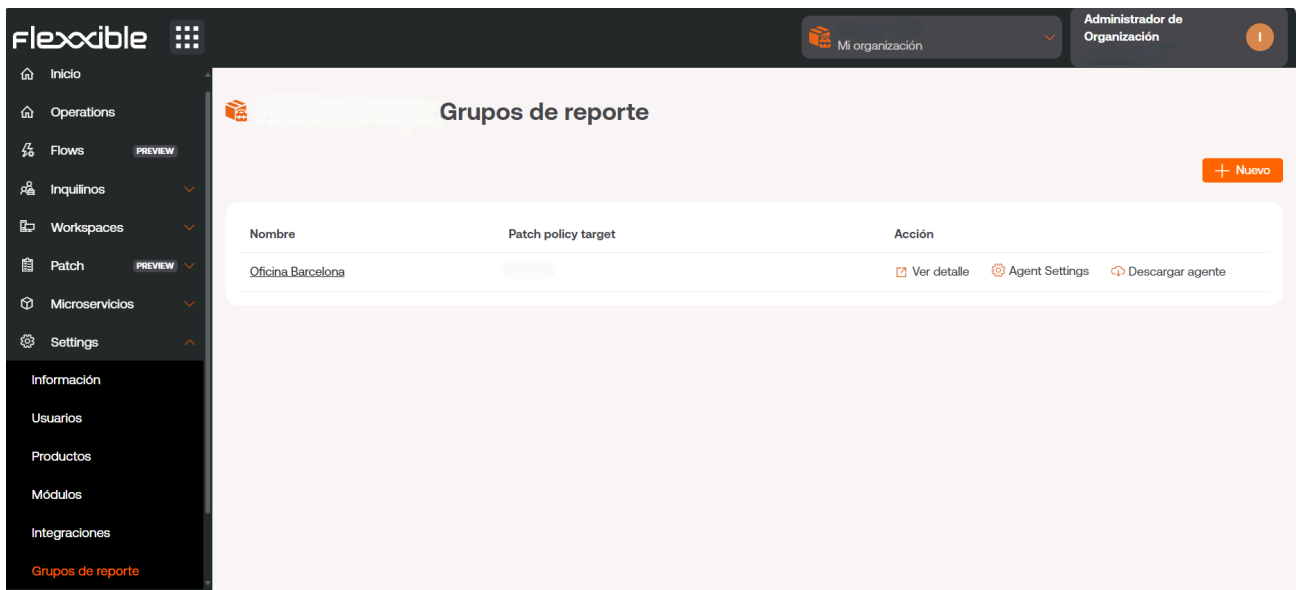 Flexxible
Mi organización
Administrador de
Organización
I
Inicio
Operations
Flows PREVIEW
Inquilinos
Workspaces
Patch PREVIEW
Microservicios
Settings
Información
Usuarios
Productos
Módulos
Integraciones
Grupos de reporte
Grupos de reporte
+ Nuevo
Nombre Patch policy target Acción
Oficina Barcelona Ver detalle Agent Settings Descargar agente